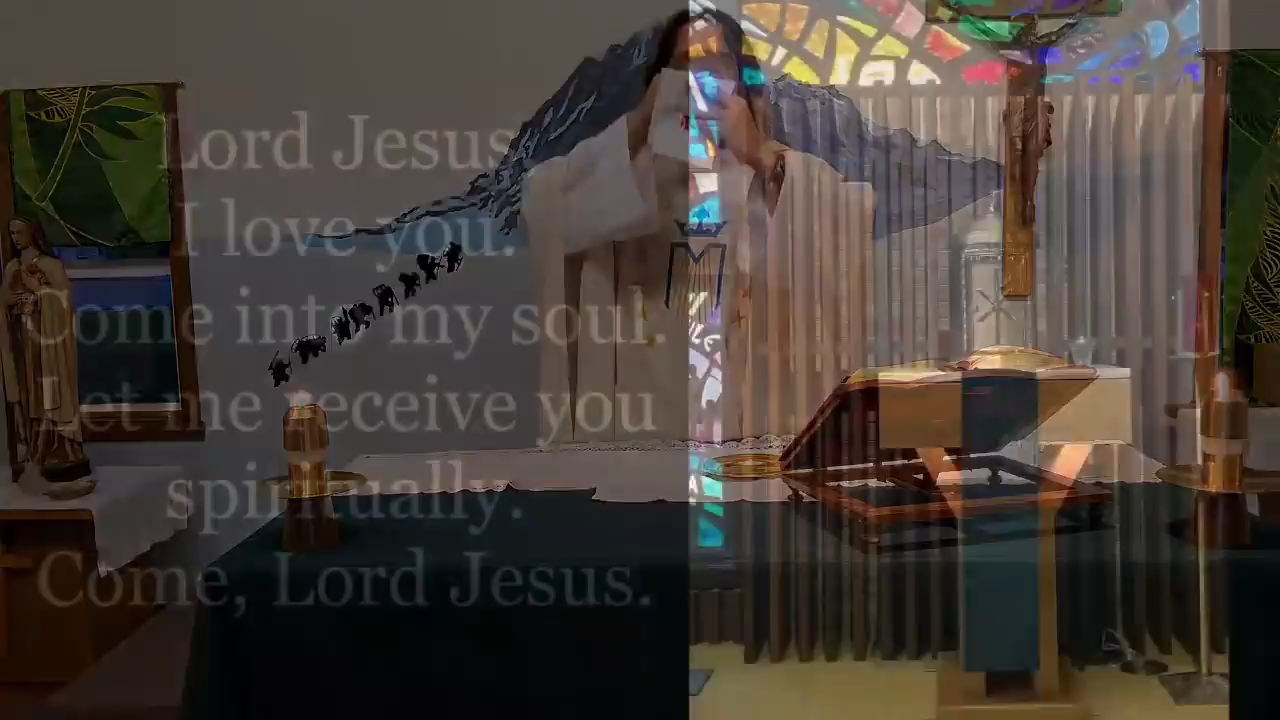 Lord Jesus
I love you.
Come into my soul.
Let me receive you
spiritually.
Come, Lord Jesus.
M